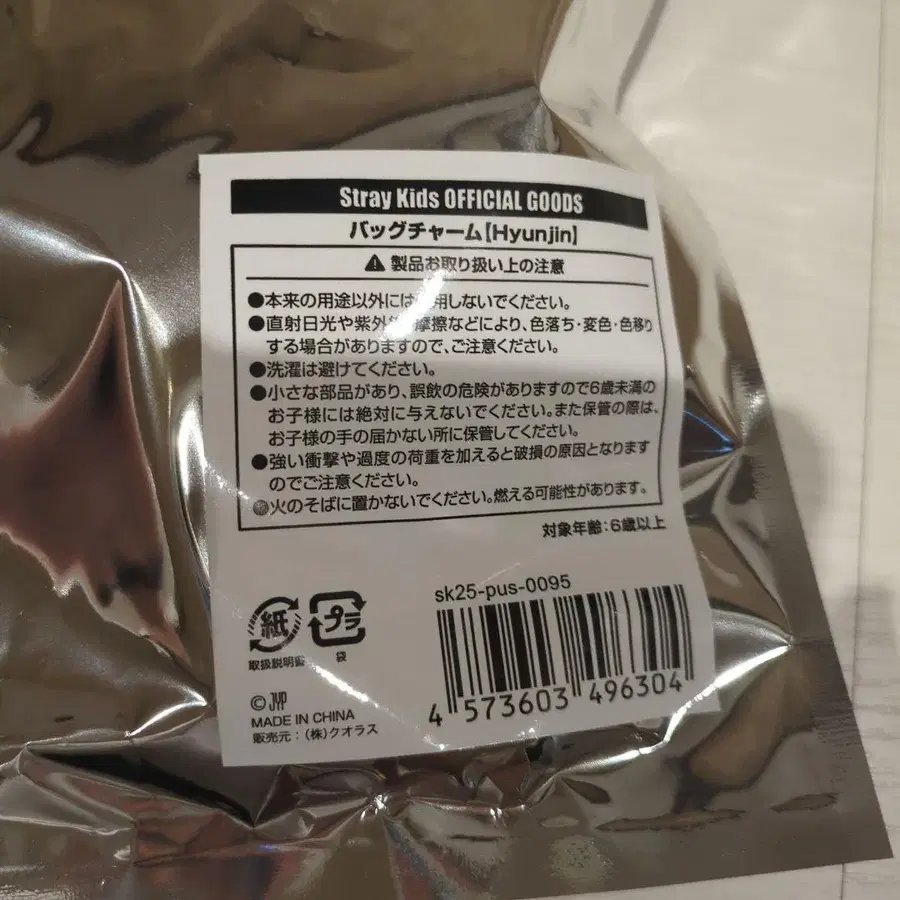 Stray Kids OFFICIAL GOODS
バッグチャーム【Hyunjin】
⚠ 製品お取り扱い上の注意
●本来の用途以外には 用しないでください。
●直射日光や紫外 摩擦などにより、色落ち・変色・色移り
する場合がありますので、ご注意ください。
●洗濯は避けてください。
●小さな部品があり、誤飲の危険がありますので6歳未満の
お子様には絶対に与えないでください。また保管の際は、
お子様の手の届かない所に保管してください。
●強い衝撃や過度の荷重を加えると破損の原因となります
のでご注意ください。
●火のそばに置かないでください。燃える可能性があります。
対象年齢：6歳以上
sk25-pus-0095
紙 プラ
取扱説明書 袋
4 573603 496304
© JYP
MADE IN CHINA
販売元：（株）クオラス